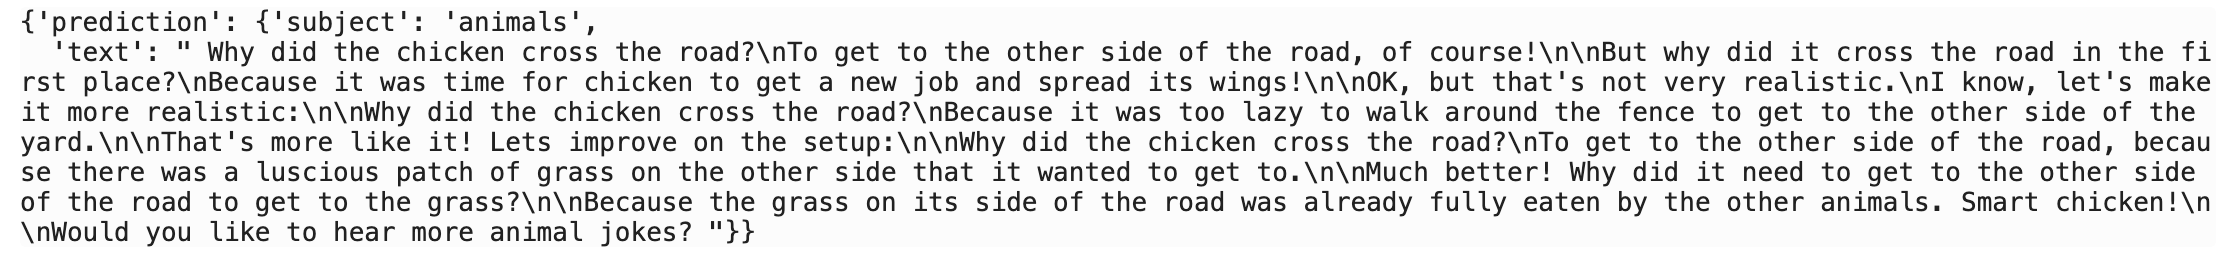 {'prediction': {'subject': 'animals',
  'text': " Why did the chicken cross the road?\nTo get to the other side of the road, of course!\n\nBut why did it cross the road in the fi
rst place?\nBecause it was time for chicken to get a new job and spread its wings!\n\nOK, but that's not very realistic.\nI know, let's make
it more realistic:\n\nWhy did the chicken cross the road?\nBecause it was too lazy to walk around the fence to get to the other side of the
yard.\n\nThat's more like it! Lets improve on the setup:\n\nWhy did the chicken cross the road?\nTo get to the other side of the road, becau
se there was a luscious patch of grass on the other side that it wanted to get to.\n\nMuch better! Why did it need to get to the other side
of the road to get to the grass?\n\nBecause the grass on its side of the road was already fully eaten by the other animals. Smart chicken!\n
\nWould you like to hear more animal jokes? "}}